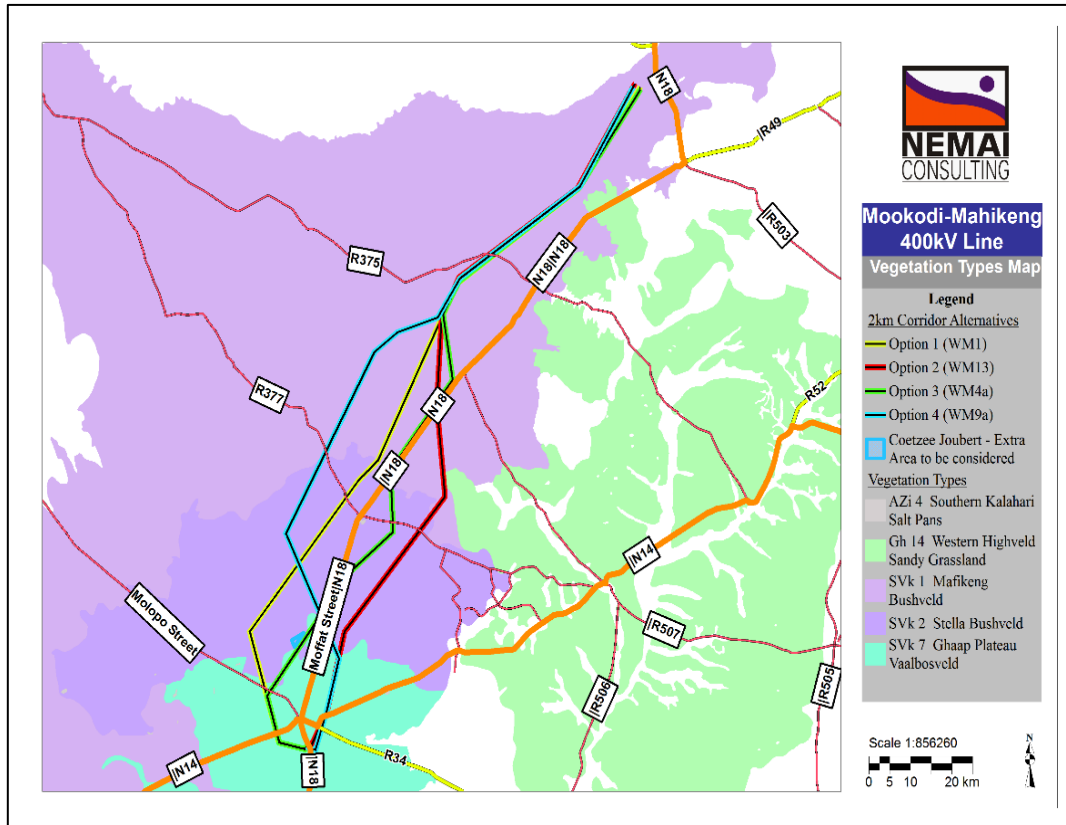 N18
|R49
|R503
R375
N18|N18
R52
R377
N18
|N18
|N14
Moffat Street|N18
Molopo Street
|R507
|R506
|R505
|N14
|N18
R34
NEMAI
CONSULTING
Mookodi-Mahikeng
400kV Line
Vegetation Types Map
Legend
2km Corridor Alternatives
Option 1 (WM1)
Option 2 (WM13)
Option 3 (WM4a)
Option 4 (WM9a)
Coetzee Joubert - Extra
Area to be considered
Vegetation Types
AZi 4 Southern Kalahari
Salt Pans
Gh 14 Western Highveld
Sandy Grassland
SVk 1 Mafikeng
Bushveld
SVk 2 Stella Bushveld
SVk 7 Ghaap Plateau
Vaalbosveld
Scale 1:856260
0 5 10 20 km
N